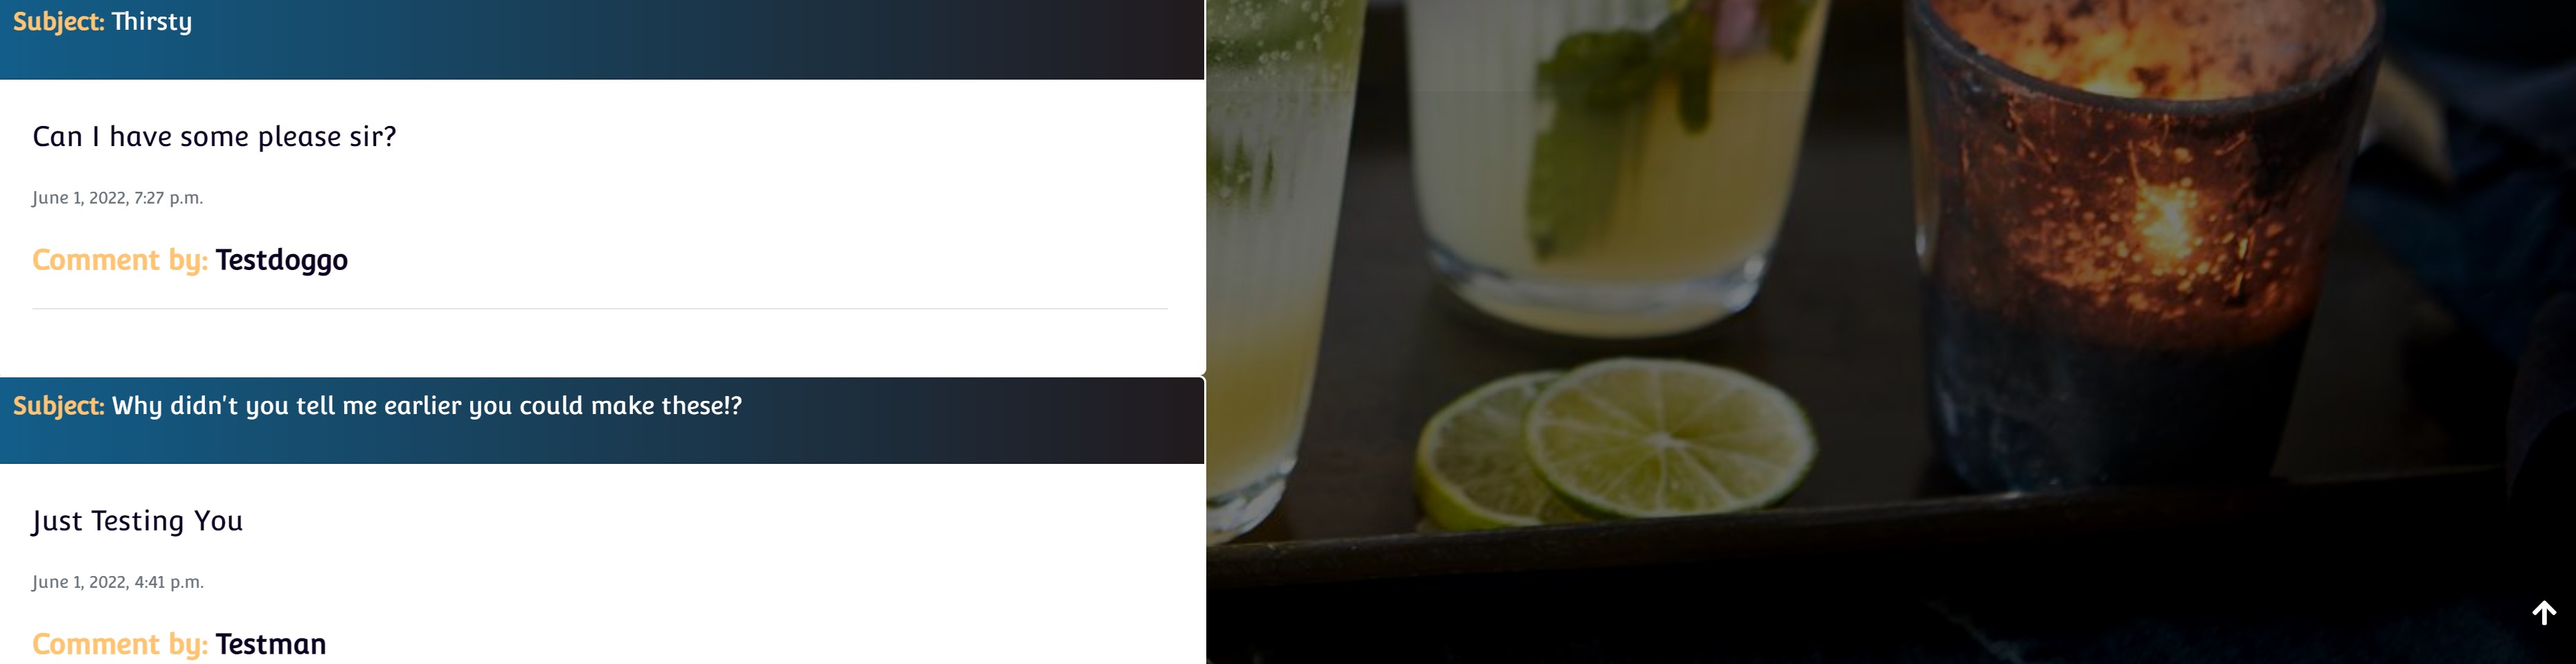 Subject: Thirsty
Can I have some please sir?
June 1, 2022, 7:27 p.m.
Comment by: Testdoggo
Subject: Why didn't you tell me earlier you could make these!?
Just Testing You
June 1, 2022, 4:41 p.m.
Comment by: Testman